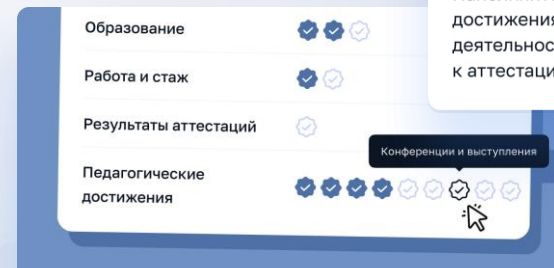 достижения
деятельнос
к аттестаци
Образование
Работа и стаж
Результаты аттестаций
Конференции и выступления
Педагогические
достижения